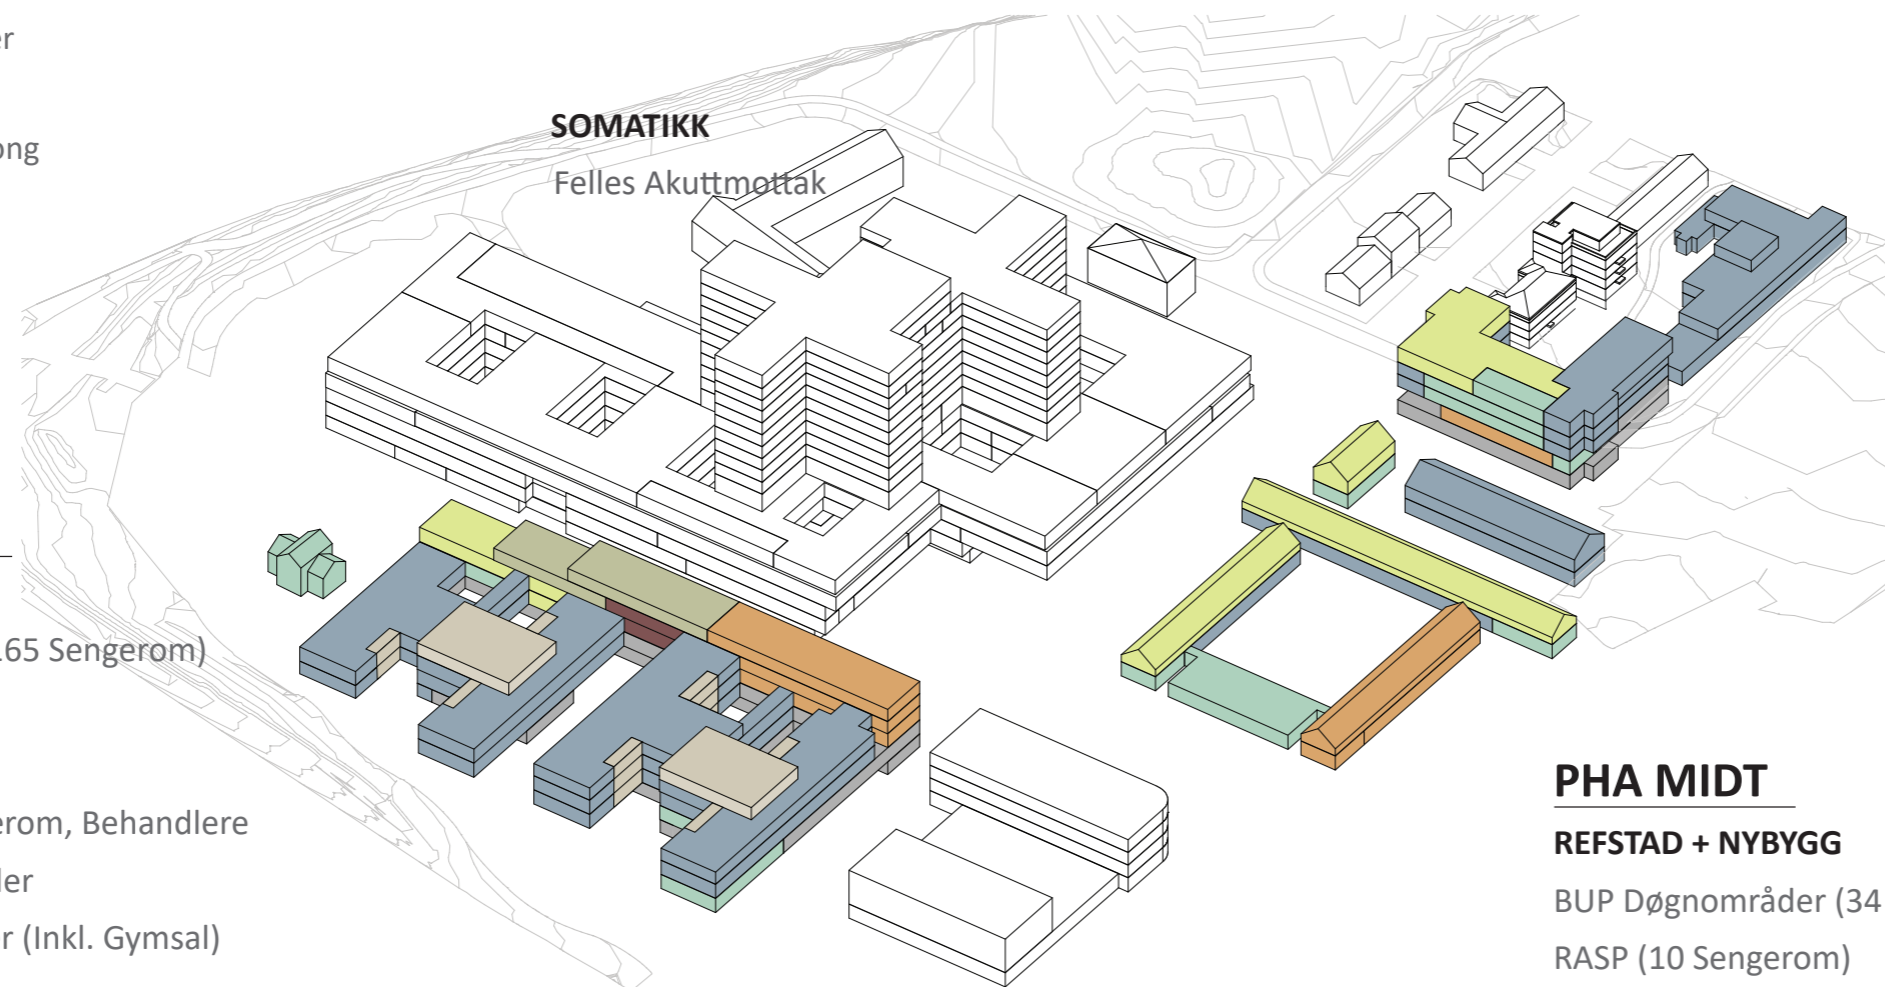 er
ong
SOMATIKK
Felles Akuttmottak
165 Sengerom)
erom, Behandlere
ler
r (Inkl. Gymsal)
PHA MIDT
REFSTAD + NYBYGG
BUP Døgnområder (34
RASP (10 Sengerom)